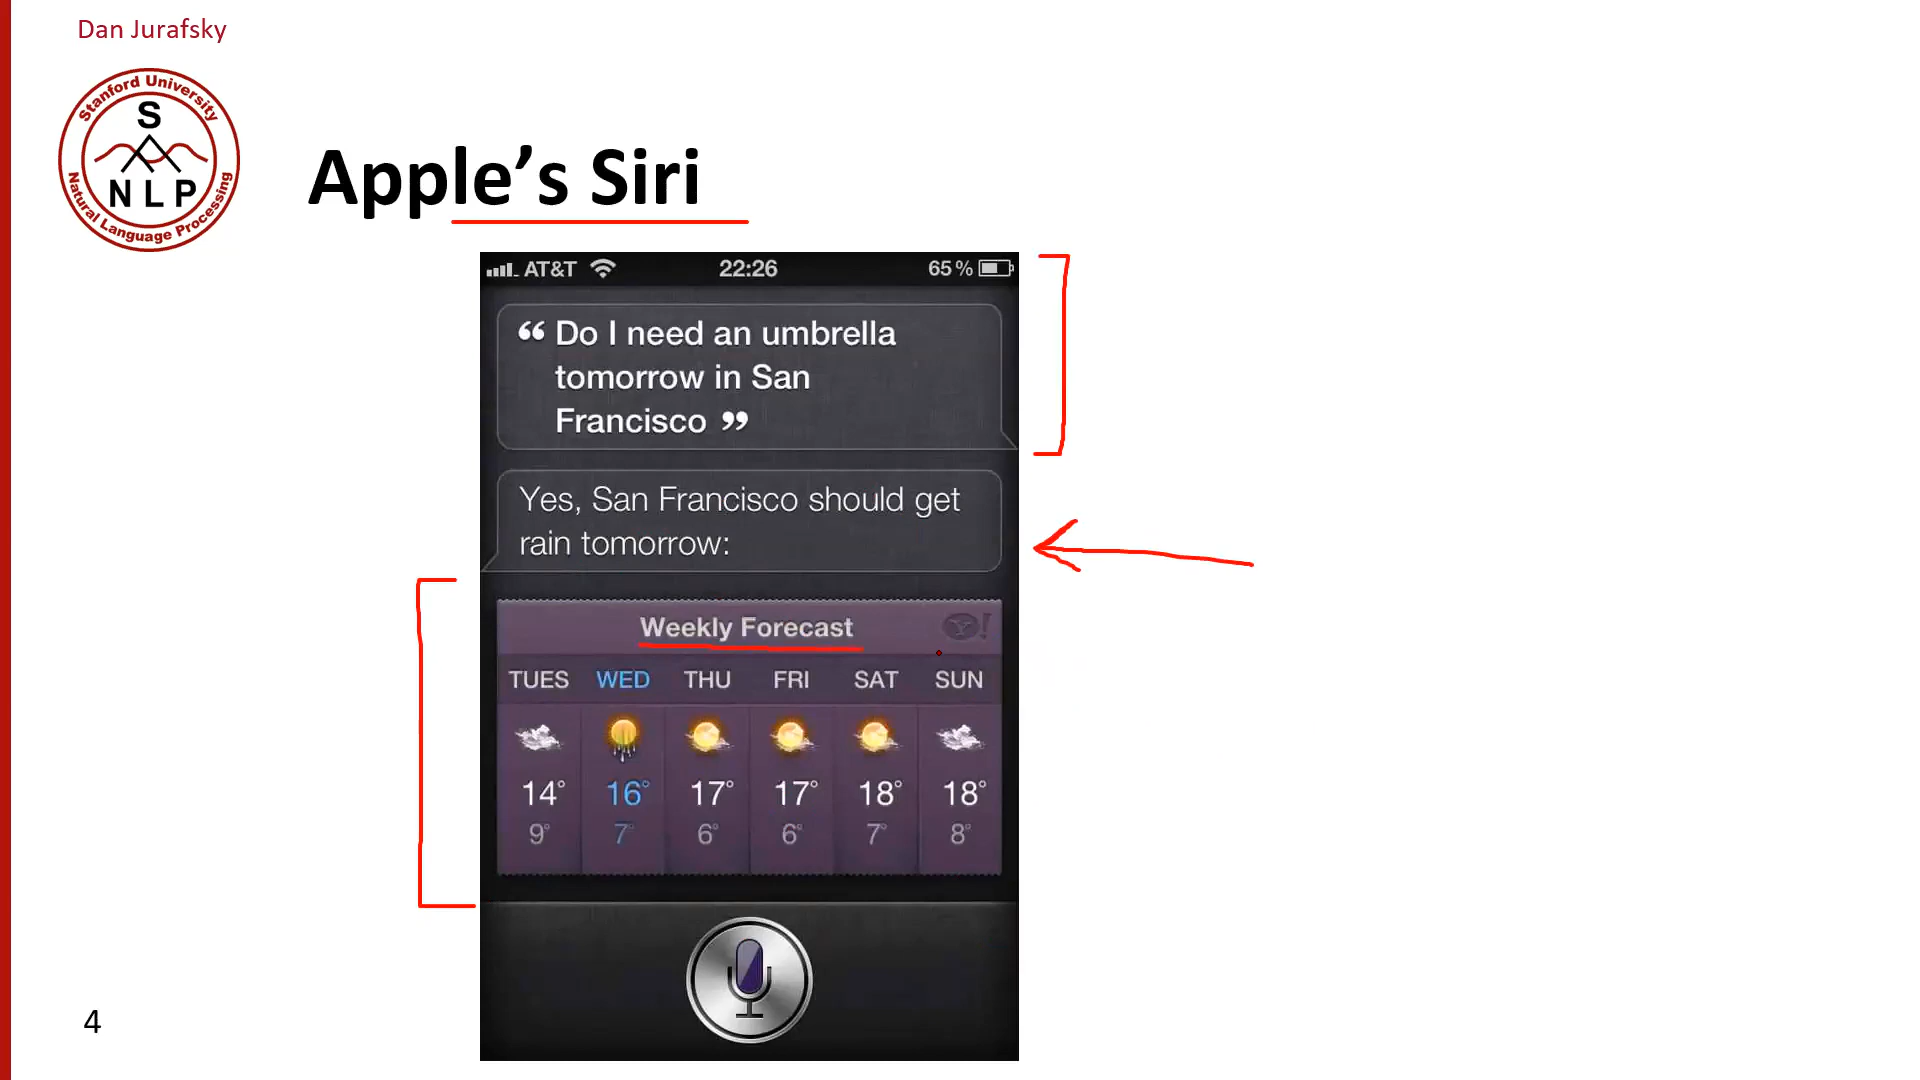 Dan Jurafsky
Stanford University
S
NLP
Natural Language Processing
Apple’s Siri
AT&T 22:26 65%
“ Do I need an umbrella
tomorrow in San
Francisco ”
Yes, San Francisco should get
rain tomorrow:
Weekly Forecast Y!
TUES WED THU FRI SAT SUN
14° 16° 17° 17° 18° 18°
9° 7° 6° 6° 7° 8°
4